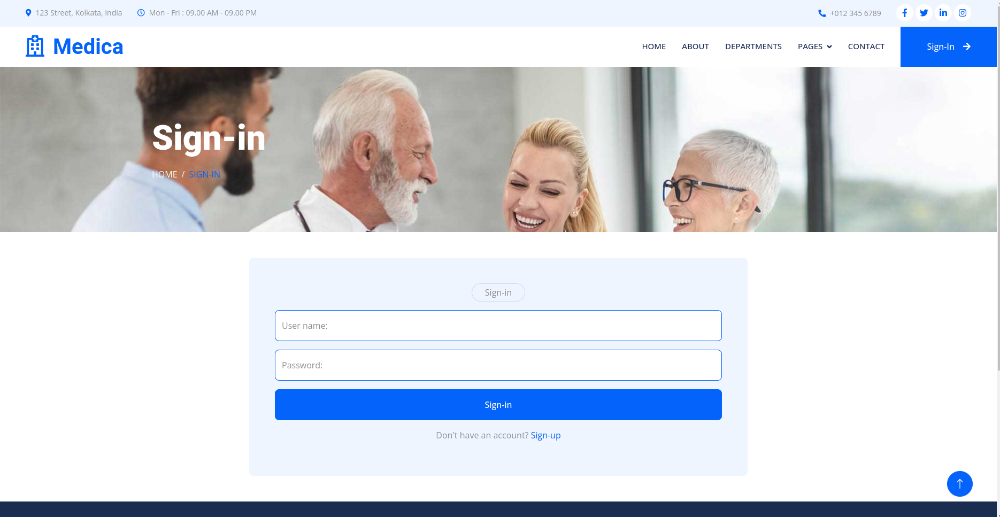 123 Street, Kolkata, India
Mon - Fri : 09.00 AM - 09.00 PM
+012 345 6789
Medica
HOME
ABOUT
DEPARTMENTS
PAGES
CONTACT
Sign-In
Sign-in
HOME / SIGN-IN
Sign-in
User name:
Password:
Sign-in
Don't have an account? Sign-up